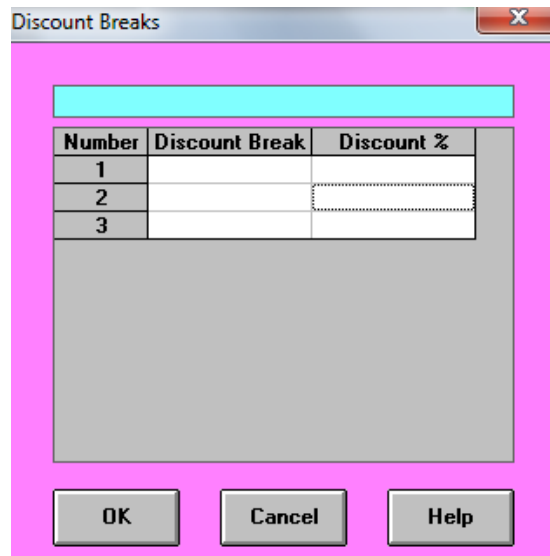 Discount Breaks
Number Discount Break Discount %
1
2
3
OK Cancel Help